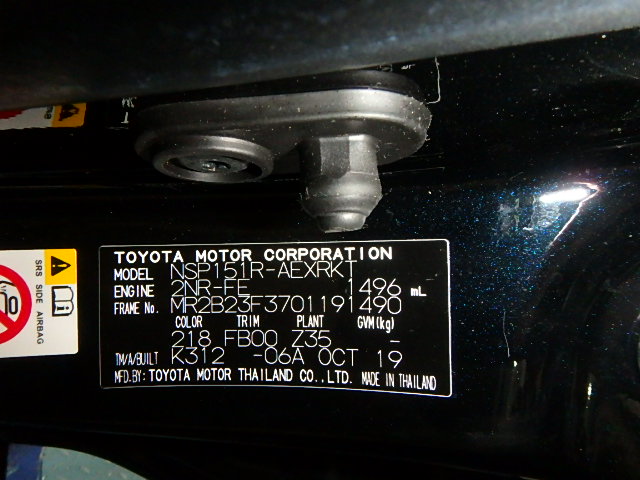 TOYOTA MOTOR CORPORATION
MODEL NSP151R-AEXRKT
ENGINE 2NR-FE 1496 mL
FRAME No. MR2B23F3701191490
COLOR TRIM PLANT GVM(kg)
218 FB00 Z35 -
TM/A/BUILT K312 -06A OCT 19
MFD.BY: TOYOTA MOTOR THAILAND CO.,LTD. MADE IN THAILAND
SRS SIDE AIRBAG